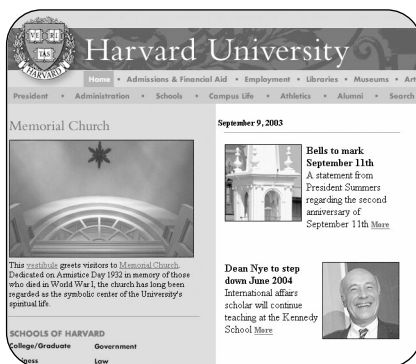 VE RI
TAS
HARVARD
Harvard University
Home • Admissions & Financial Aid • Employment • Libraries • Museums • Art
President • Administration • Schools • Campus Life • Athletics • Alumni • Search
Memorial Church
This vestibule greets visitors to Memorial Church.
Dedicated on Armistice Day 1932 in memory of those
who died in World War I, the church has long been
regarded as the symbolic center of the University's
spiritual life.
SCHOOLS OF HARVARD
College/Graduate Government
Law
September 9, 2003
Bells to mark
September 11th
A statement from
President Summers
regarding the second
anniversary of
September 11th More
Dean Nye to step
down June 2004
International affairs
scholar will continue
teaching at the Kennedy
School More